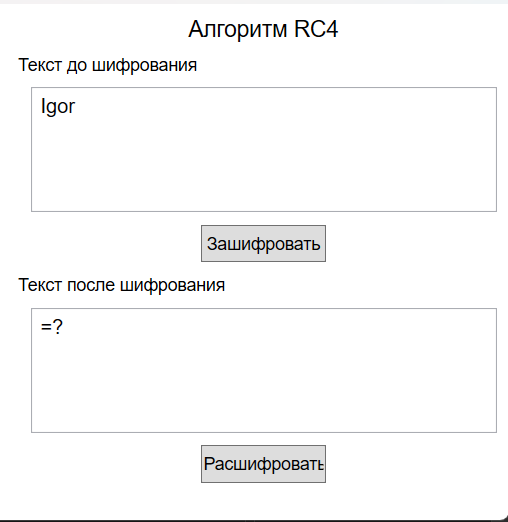 Алгоритм RC4
Текст до шифрования
Igor
Зашифровать
Текст после шифрования
=?
Расшифровать